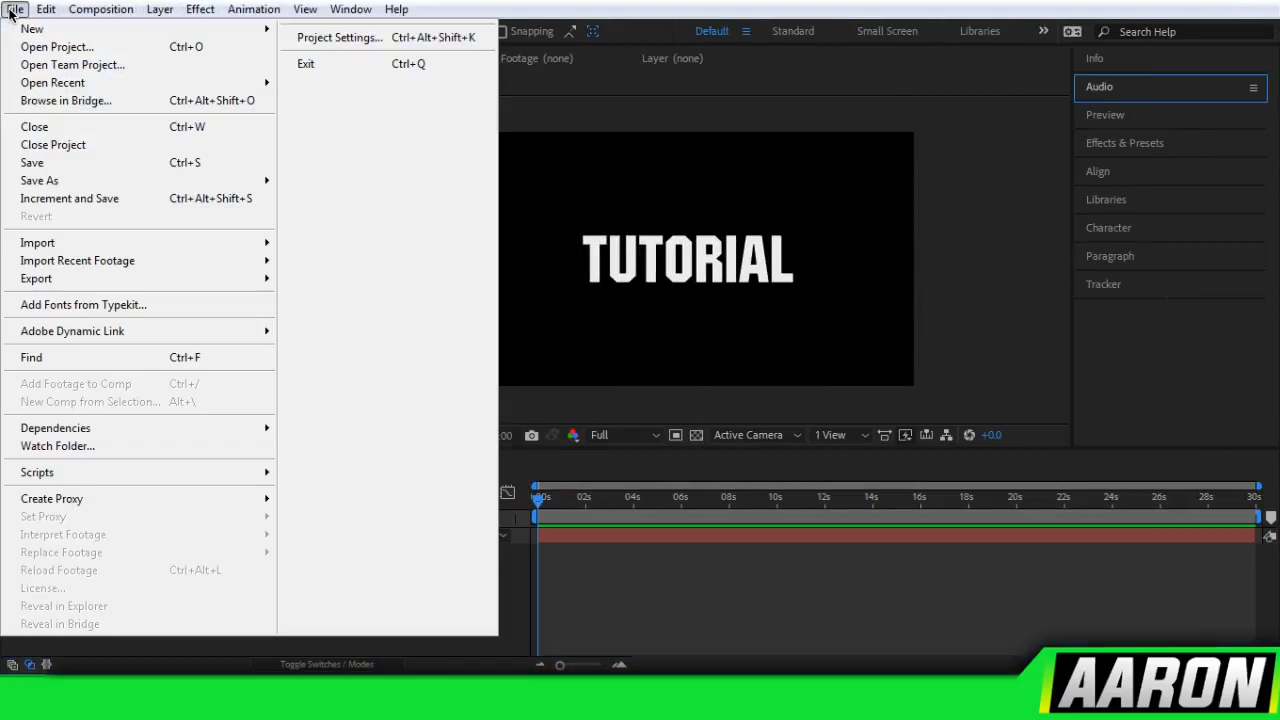 File Edit Composition Layer Effect Animation View Window Help
New
Open Project... Ctrl+O
Open Team Project...
Open Recent
Browse in Bridge... Ctrl+Alt+Shift+O
Close Ctrl+W
Close Project
Save Ctrl+S
Save As
Increment and Save Ctrl+Alt+Shift+S
Revert
Import
Import Recent Footage
Export
Add Fonts from Typekit...
Adobe Dynamic Link
Find Ctrl+F
Add Footage to Comp Ctrl+/
New Comp from Selection... Alt+\
Dependencies
Watch Folder...
Scripts
Create Proxy
Set Proxy
Interpret Footage
Replace Footage
Reload Footage Ctrl+Alt+L
License...
Reveal in Explorer
Reveal in Bridge
Project Settings... Ctrl+Alt+Shift+K
Exit Ctrl+Q
Snapping
Default Standard Small Screen Libraries Search Help
Footage (none) Layer (none)
TUTORIAL
Info
Audio
Preview
Effects & Presets
Align
Libraries
Character
Paragraph
Tracker
:00 Full Active Camera 1 View +0.0
:00s 02s 04s 06s 08s 10s 12s 14s 16s 18s 20s 22s 24s 26s 28s 30s
Toggle Switches / Modes
AARON